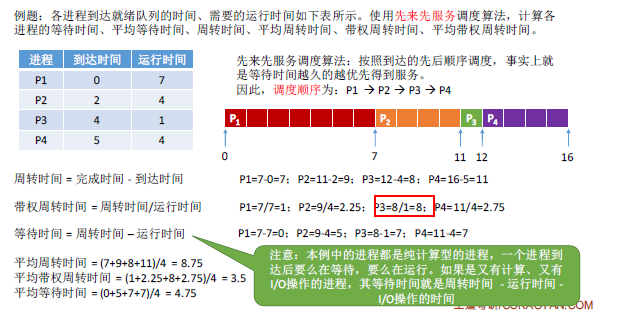 例题：各进程到达就绪队列的时间、需要的运行时间如下表所示。使用先来先服务调度算法，计算各
进程的等待时间、平均等待时间、周转时间、平均周转时间、带权周转时间、平均带权周转时间。
进程 到达时间 运行时间
P1 0 7
P2 2 4
P3 4 1
P4 5 4
先来先服务调度算法：按照到达的先后顺序调度，事实上就
是等待时间越久的越优先得到服务。
因此，调度顺序为：P1 → P2 → P3 → P4
P1 P2 P3 P4
0 7 11 12 16
周转时间 = 完成时间 - 到达时间 P1=7-0=7；P2=11-2=9；P3=12-4=8；P4=16-5=11
带权周转时间 = 周转时间/运行时间 P1=7/7=1；P2=9/4=2.25；P3=8/1=8；P4=11/4=2.75
等待时间 = 周转时间 – 运行时间 P1=7-7=0；P2=9-4=5；P3=8-1=7；P4=11-4=7
平均周转时间 = (7+9+8+11)/4 = 8.75
平均带权周转时间 = (1+2.25+8+2.75)/4 = 3.5
平均等待时间 = (0+5+7+7)/4 = 4.75
注意：本例中的进程都是纯计算型的进程，一个进程到
达后要么在等待，要么在运行。如果是又有计算、又有
I/O操作的进程，其等待时间就是周转时间 - 运行时间 -
I/O操作的时间